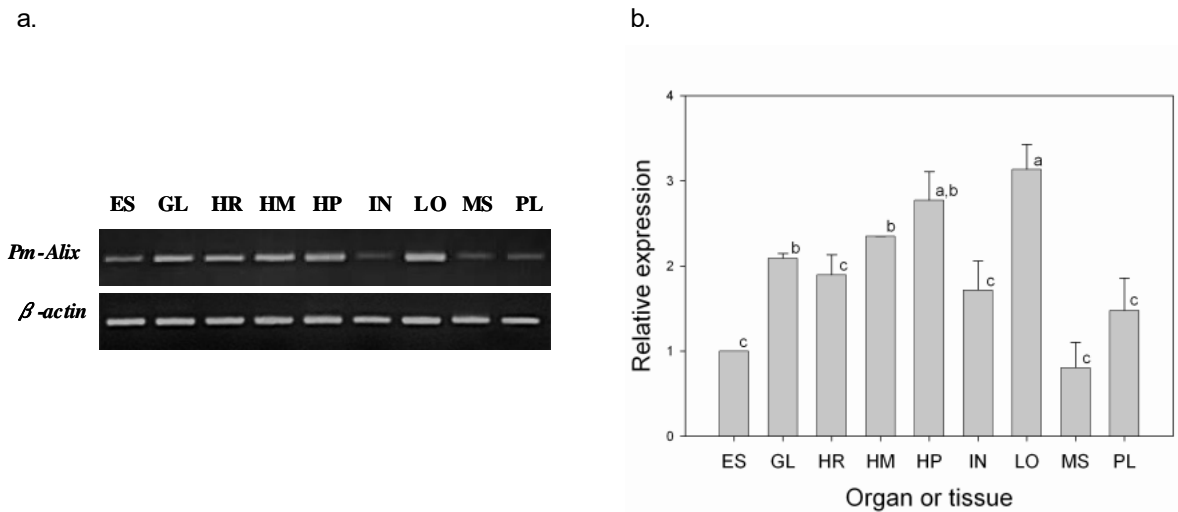 a.
ES GL HR HM HP IN LO MS PL
Pm-Alix
β-actin
b.
Relative expression
4
3
2
1
0
c
b
c
b
a,b
c
a
c
c
ES GL HR HM HP IN LO MS PL
Organ or tissue